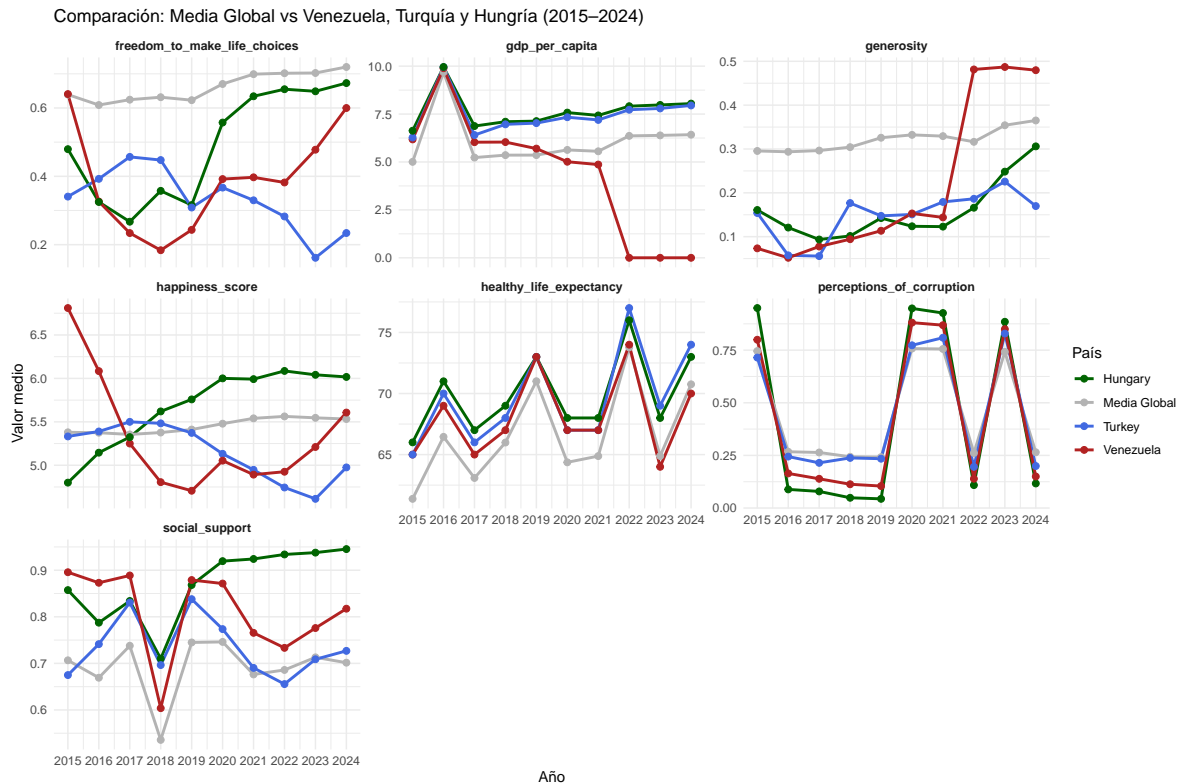 Comparación: Media Global vs Venezuela, Turquía y Hungría (2015–2024)
freedom_to_make_life_choices
gdp_per_capita
generosity
0.6
0.4
0.2
10.0
7.5
5.0
2.5
0.0
0.5
0.4
0.3
0.2
0.1
happiness_score
healthy_life_expectancy
perceptions_of_corruption
Valor medio
6.5
6.0
5.5
5.0
75
70
65
0.75
0.50
0.25
0.00
2015 2016 2017 2018 2019 2020 2021 2022 2023 2024
2015 2016 2017 2018 2019 2020 2021 2022 2023 2024
País
Hungary
Media Global
Turkey
Venezuela
social_support
0.9
0.8
0.7
0.6
2015 2016 2017 2018 2019 2020 2021 2022 2023 2024
Año